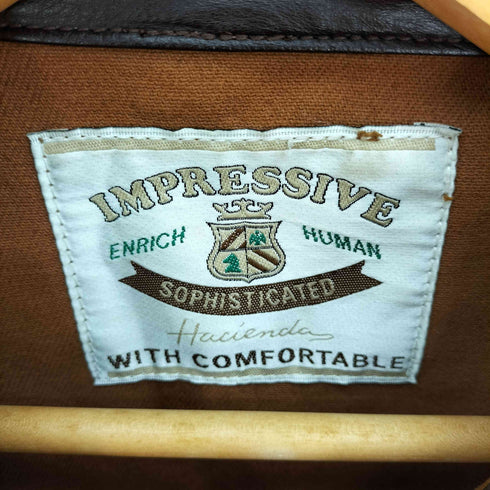 IMPRESSIVE
ENRICH HUMAN
SOPHISTICATED
Hacienda
WITH COMFORTABLE